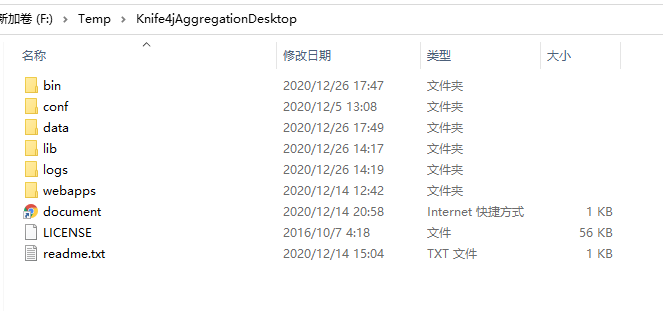 新加卷 (F:) › Temp › Knife4jAggregationDesktop
名称 修改日期 类型 大小
bin 2020/12/26 17:47 文件夹
conf 2020/12/5 13:08 文件夹
data 2020/12/26 17:49 文件夹
lib 2020/12/26 14:17 文件夹
logs 2020/12/26 14:19 文件夹
webapps 2020/12/14 12:42 文件夹
document 2020/12/14 20:58 Internet 快捷方式 1 KB
LICENSE 2016/10/7 4:18 文件 56 KB
readme.txt 2020/12/14 15:04 TXT 文件 1 KB